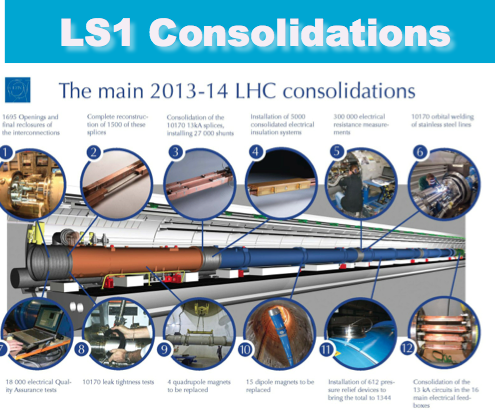 LS1 Consolidations
The main 2013-14 LHC consolidations
1695 Openings and
final reclosures of
the interconnections
Complete reconstruc-
tion of 1500 of these
splices
Consolidation of the
10170 13kA splices,
installing 27 000 shunts
Installation of 5000
consolidated electrical
insulation systems
300 000 electrical
resistance measure-
ments
10170 orbital welding
of stainless steel lines
1
2
3
4
5
6
7
8
9
10
11
12
18 000 electrical Qual-
ity Assurance tests
10170 leak tightness tests
4 quadrupole magnets
to be replaced
15 dipole magnets to be
replaced
Installation of 612 pres-
sure relief devices to
bring the total to 1344
Consolidation of the
13 kA circuits in the 16
main electrical feed-
boxes